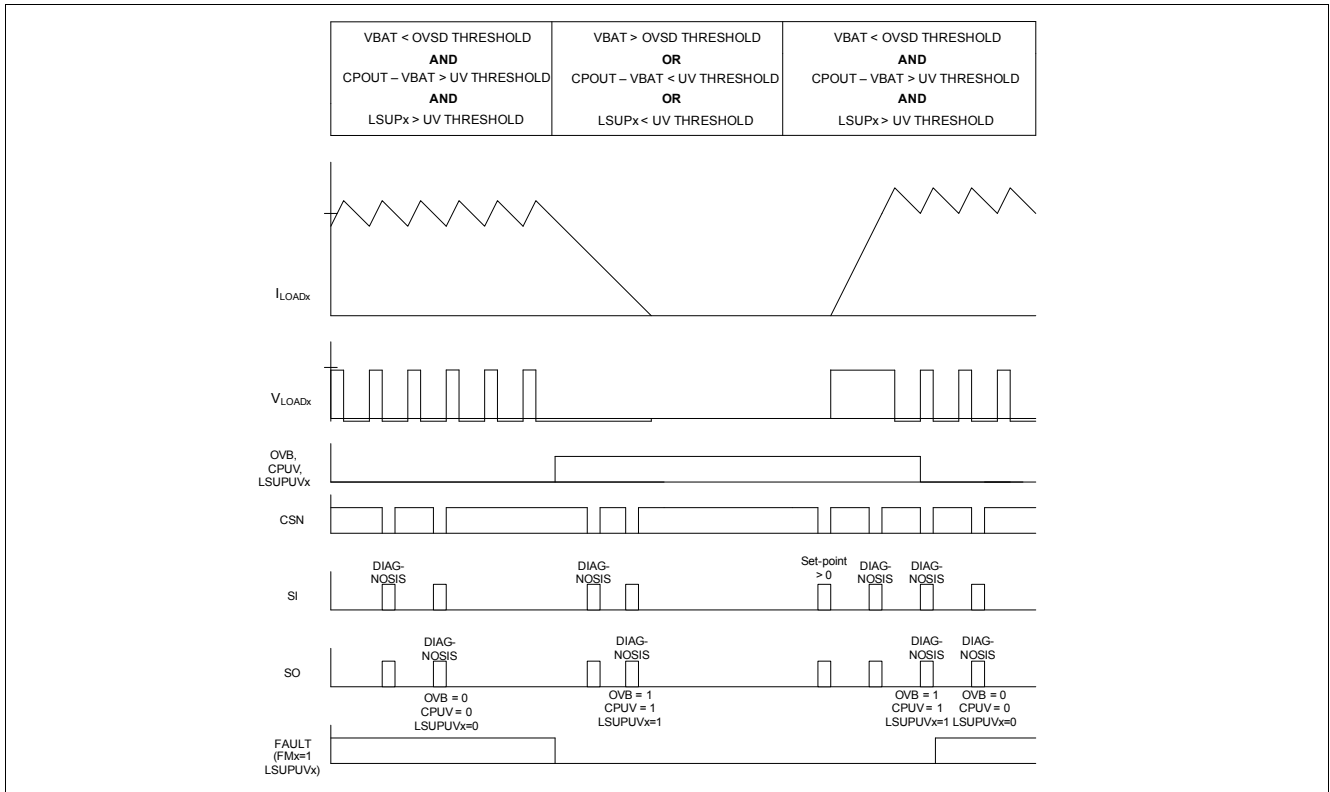 VBAT < OVSD THRESHOLD
AND
CPOUT – VBAT > UV THRESHOLD
AND
LSUPx > UV THRESHOLD
VBAT > OVSD THRESHOLD
OR
CPOUT – VBAT < UV THRESHOLD
OR
LSUPx < UV THRESHOLD
VBAT < OVSD THRESHOLD
AND
CPOUT – VBAT > UV THRESHOLD
AND
LSUPx > UV THRESHOLD
ILOADx
VLOADx
OVB,
CPUV,
LSUPUVx
CSN
SI
DIAG-
NOSIS
DIAG-
NOSIS
Set-point
> 0
DIAG-
NOSIS
DIAG-
NOSIS
SO
DIAG-
NOSIS
OVB = 0
CPUV = 0
LSUPUVx=0
DIAG-
NOSIS
OVB = 1
CPUV = 1
LSUPUVx=1
DIAG-
NOSIS
OVB = 1
CPUV = 1
LSUPUVx=1
DIAG-
NOSIS
OVB = 0
CPUV = 0
LSUPUVx=0
FAULT
(FMx=1
LSUPUVx)